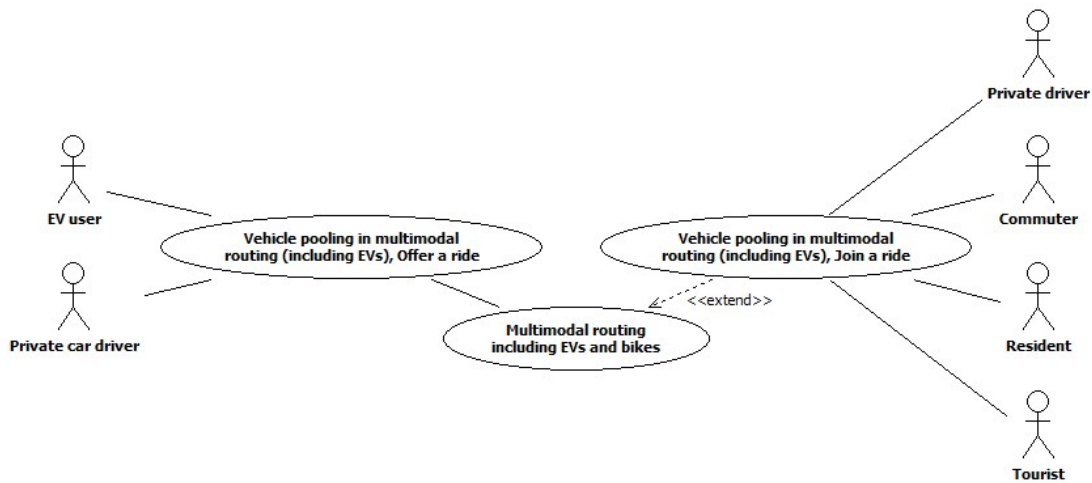 Private driver
EV user
Commuter
Vehicle pooling in multimodal
routing (including EVs), Offer a ride
Vehicle pooling in multimodal
routing (including EVs), Join a ride
<<extend>>
Private car driver
Multimodal routing
including EVs and bikes
Resident
Tourist